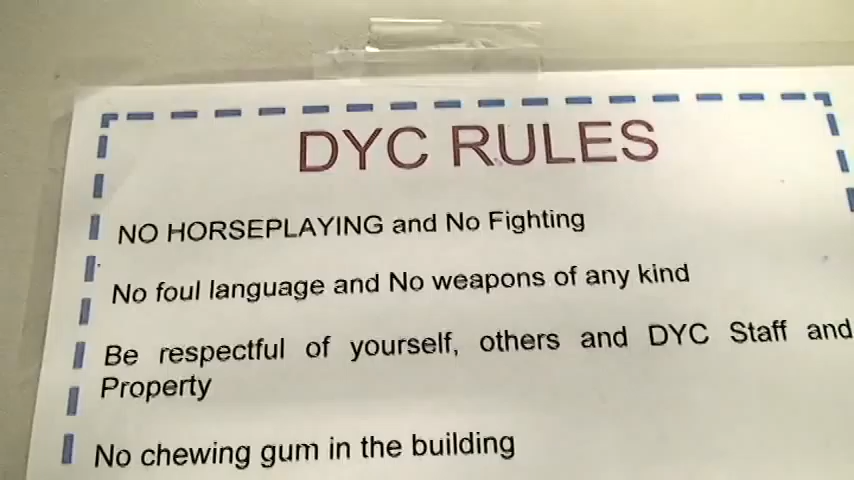 DYC RULES
NO HORSEPLAYING and No Fighting
No foul language and No weapons of any kind
Be respectful of yourself, others and DYC Staff and
Property
No chewing gum in the building